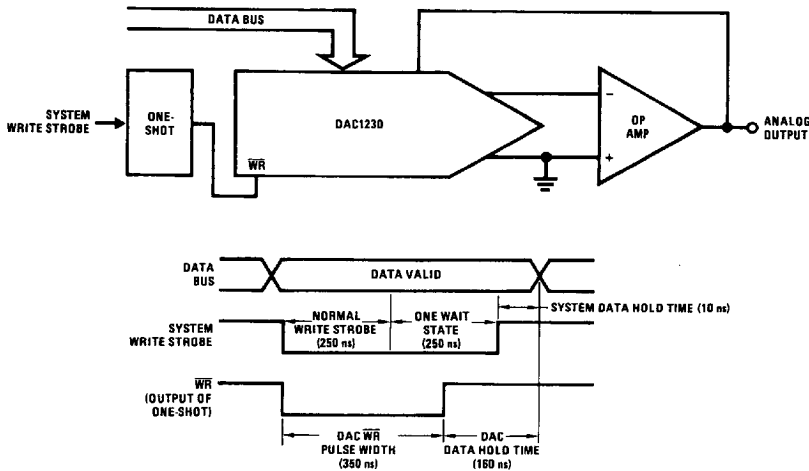 DATA BUS
SYSTEM
WRITE STROBE
ONE-
SHOT
DAC1230
WR
−
+
OP
AMP
ANALOG
OUTPUT
DATA
BUS
DATA VALID
SYSTEM DATA HOLD TIME (10 ns)
SYSTEM
WRITE STROBE
NORMAL
WRITE STROBE
(250 ns)
ONE WAIT
STATE
(250 ns)
WR
(OUTPUT OF
ONE-SHOT)
DAC WR
PULSE WIDTH
(350 ns)
DAC
DATA HOLD TIME
(160 ns)